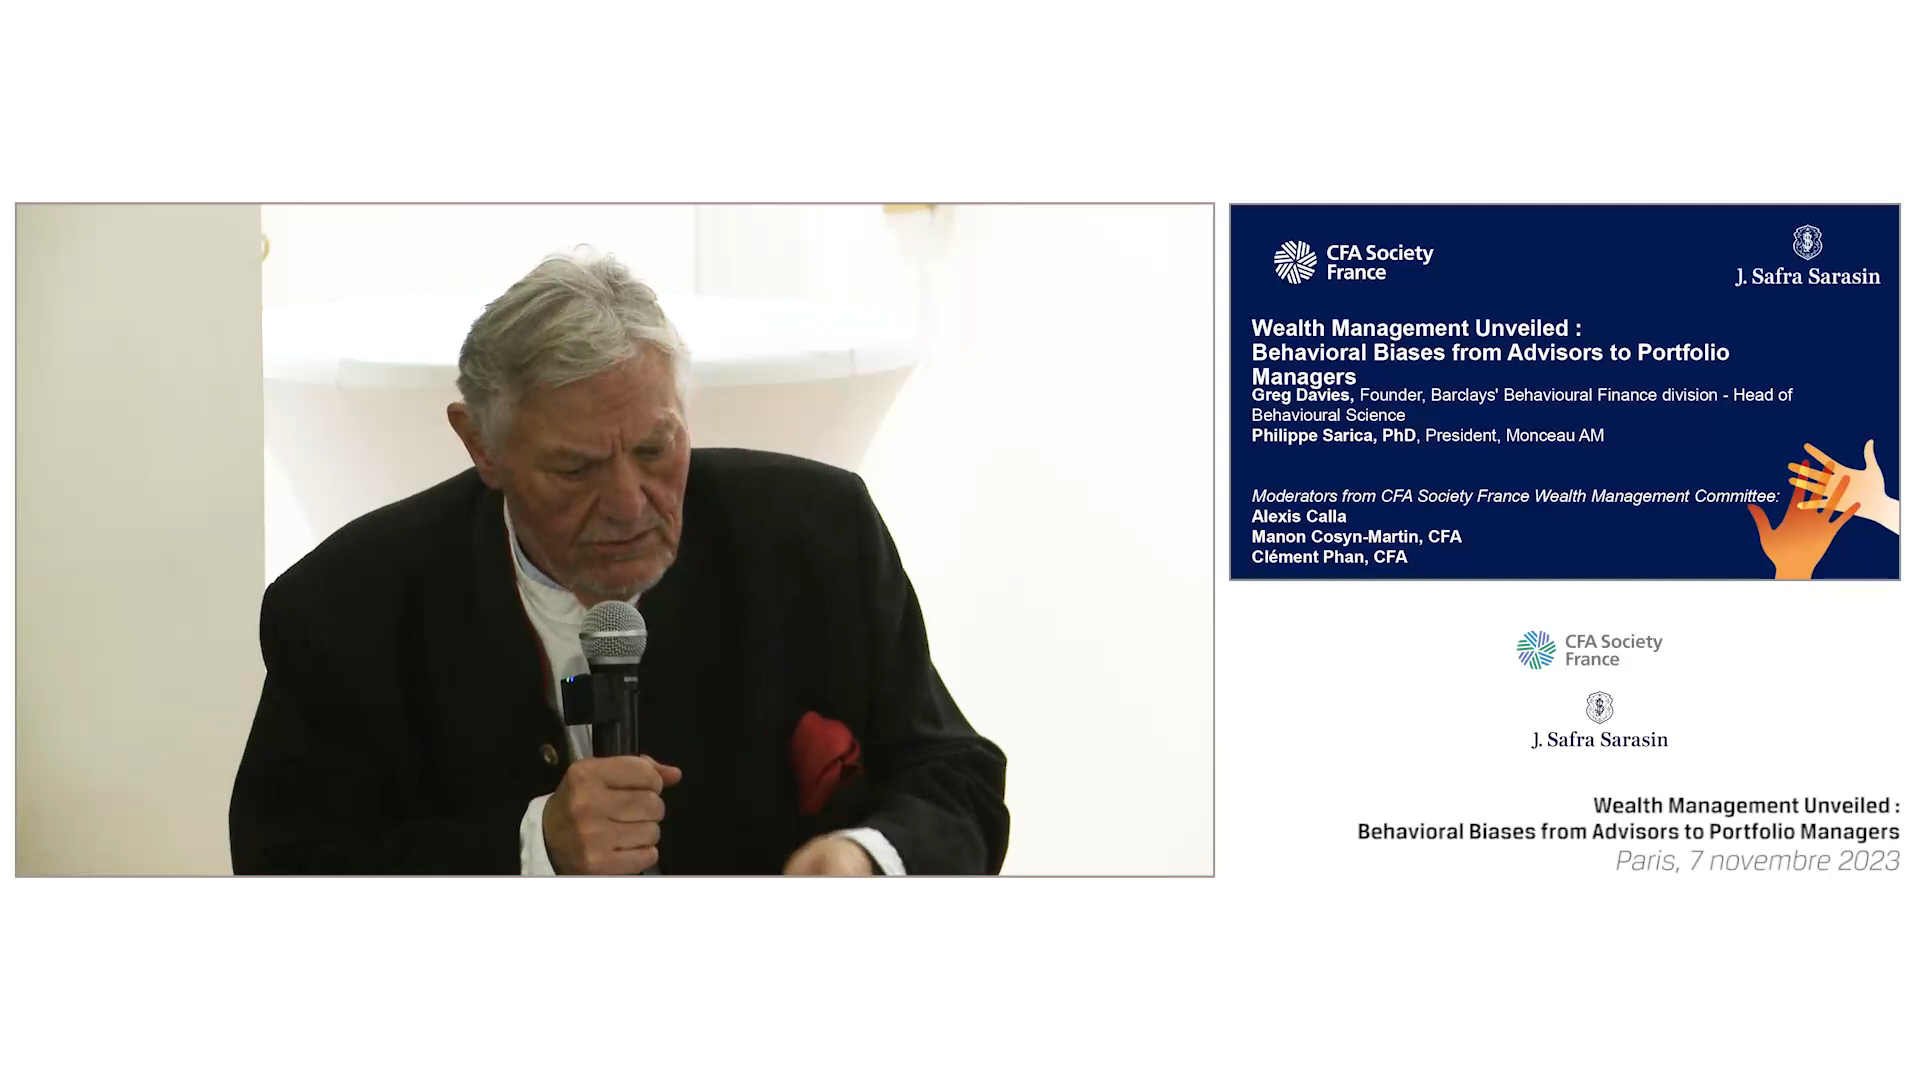 CFA Society
France
J. Safra Sarasin
Wealth Management Unveiled :
Behavioral Biases from Advisors to Portfolio
Managers
Greg Davies, Founder, Barclays' Behavioural Finance division - Head of
Behavioural Science
Philippe Sarica, PhD, President, Monceau AM
Moderators from CFA Society France Wealth Management Committee:
Alexis Calla
Manon Cosyn-Martin, CFA
Clément Phan, CFA
CFA Society
France
J. Safra Sarasin
Wealth Management Unveiled :
Behavioral Biases from Advisors to Portfolio Managers
Paris, 7 novembre 2023